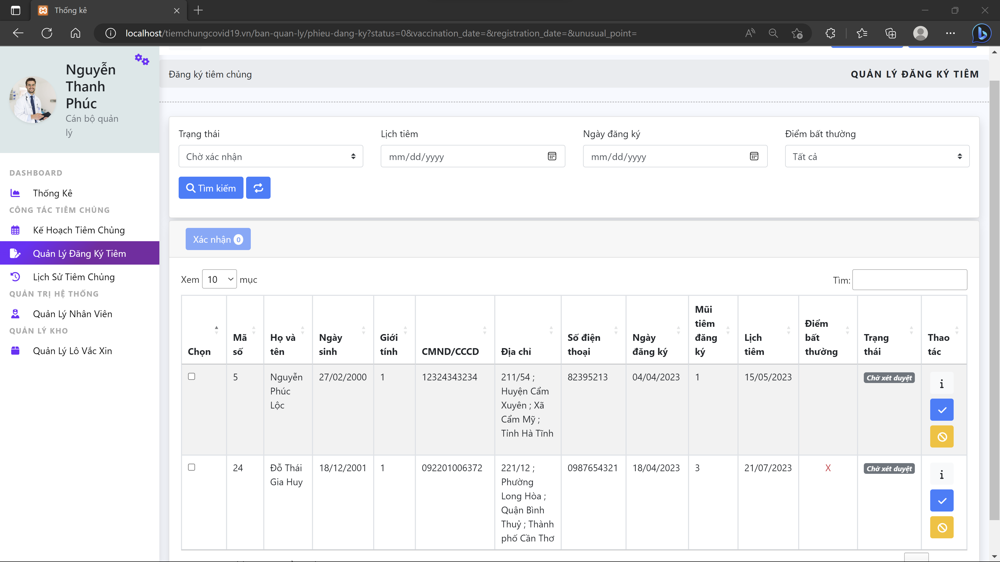 Thống kê
localhost/tiemchungcovid19.vn/ban-quan-ly/phieu-dang-ky?status=0&vaccination_date=&registration_date=&unusual_point=
Nguyễn
Thanh
Phúc
Cán bộ quản
lý
DASHBOARD
Thống Kê
CÔNG TÁC TIÊM CHỦNG
Kế Hoạch Tiêm Chủng
Quản Lý Đăng Ký Tiêm
Lịch Sử Tiêm Chủng
QUẢN TRỊ HỆ THỐNG
Quản Lý Nhân Viên
QUẢN LÝ KHO
Quản Lý Lô Vắc Xin
Đăng ký tiêm chủng
QUẢN LÝ ĐĂNG KÝ TIÊM
Trạng thái
Lịch tiêm
Ngày đăng ký
Điểm bất thường
Chờ xác nhận
mm/dd/yyyy
mm/dd/yyyy
Tất cả
Tìm kiếm
Xác nhận 0
Xem 10 mục
Tìm:
Chọn
Mã
số
Họ và
tên
Ngày
sinh
Giới
tính
CMND/CCCD
Địa chỉ
Số điện
thoại
Ngày
đăng ký
Mũi
tiêm
đăng
ký
Lịch
tiêm
Điểm
bất
thường
Trạng
thái
Thao
tác
5
Nguyễn
Phúc
Lộc
27/02/2000
1
12324343234
211/54 ;
Huyện Cẩm
Xuyên ; Xã
Cẩm Mỹ ;
Tỉnh Hà Tĩnh
82395213
04/04/2023
1
15/05/2023
Chờ xét duyệt
24
Đỗ Thái
Gia Huy
18/12/2001
1
092201006372
221/12 ;
Phường
Long Hòa ;
Quận Bình
Thuỷ ; Thành
phố Cần Thơ
0987654321
18/04/2023
3
21/07/2023
X
Chờ xét duyệt